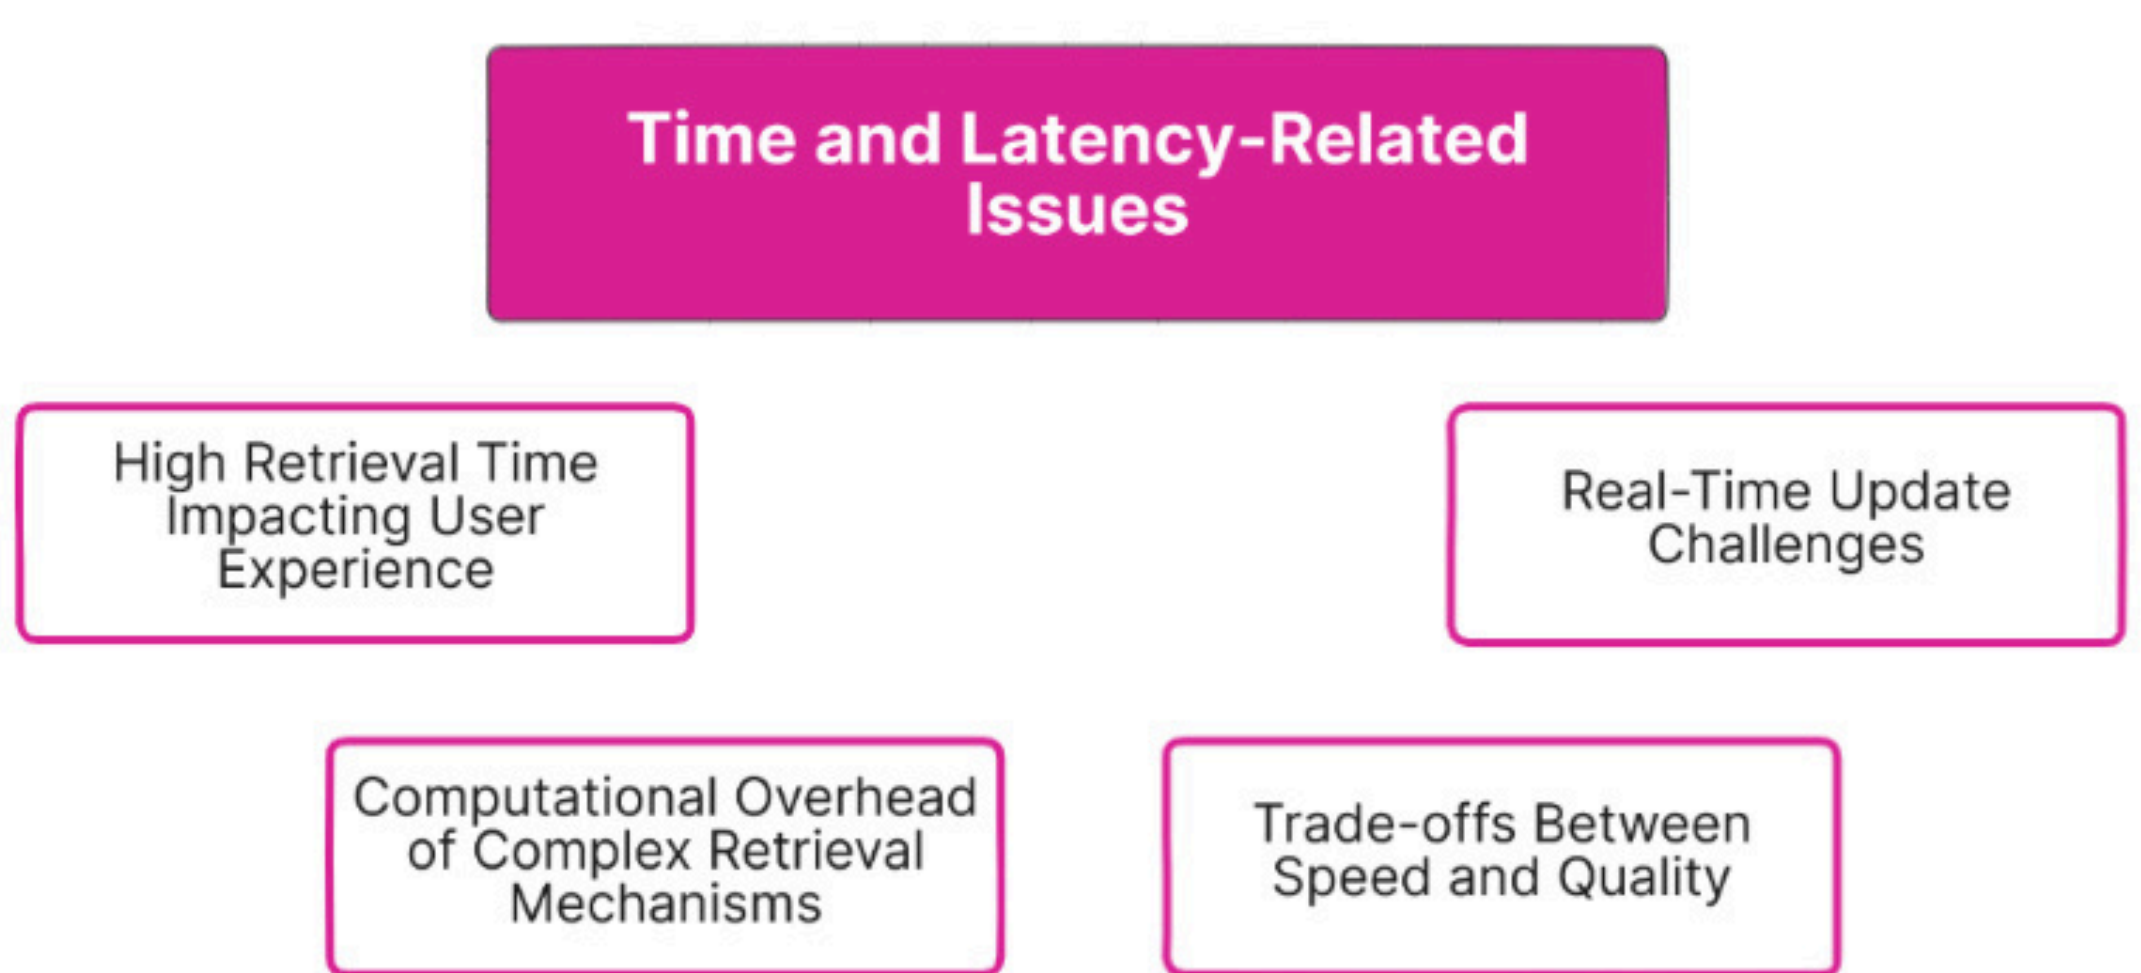 Time and Latency-Related
Issues
High Retrieval Time
Impacting User
Experience
Real-Time Update
Challenges
Computational Overhead
of Complex Retrieval
Mechanisms
Trade-offs Between
Speed and Quality